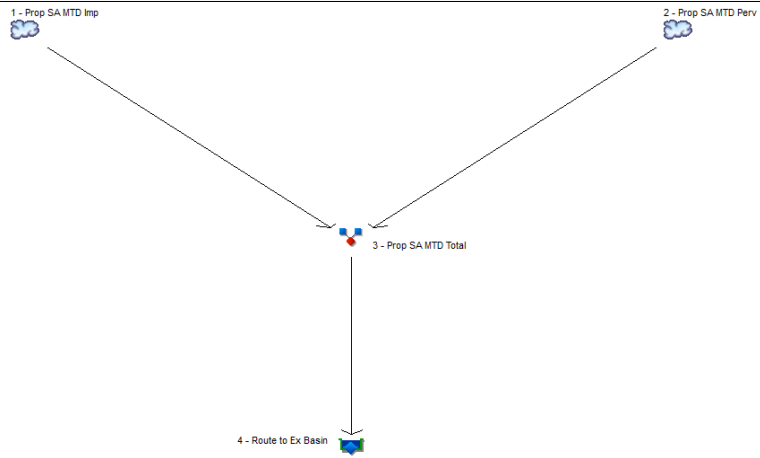 1 - Prop SA MTD Imp
2 - Prop SA MTD Perv
3 - Prop SA MTD Total
4 - Route to Ex Basin